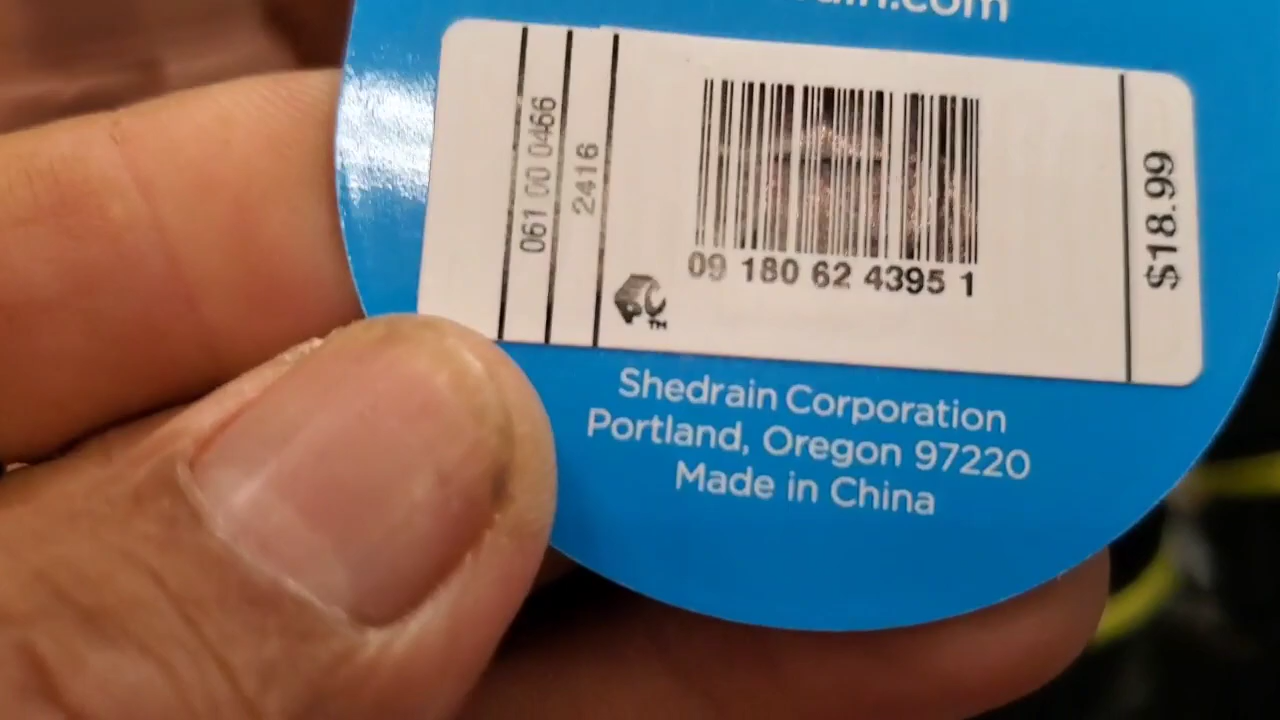 061 00 0466
2416
09 180 62 4395 1
TM
$18.99
Shedrain Corporation
Portland, Oregon 97220
Made in China